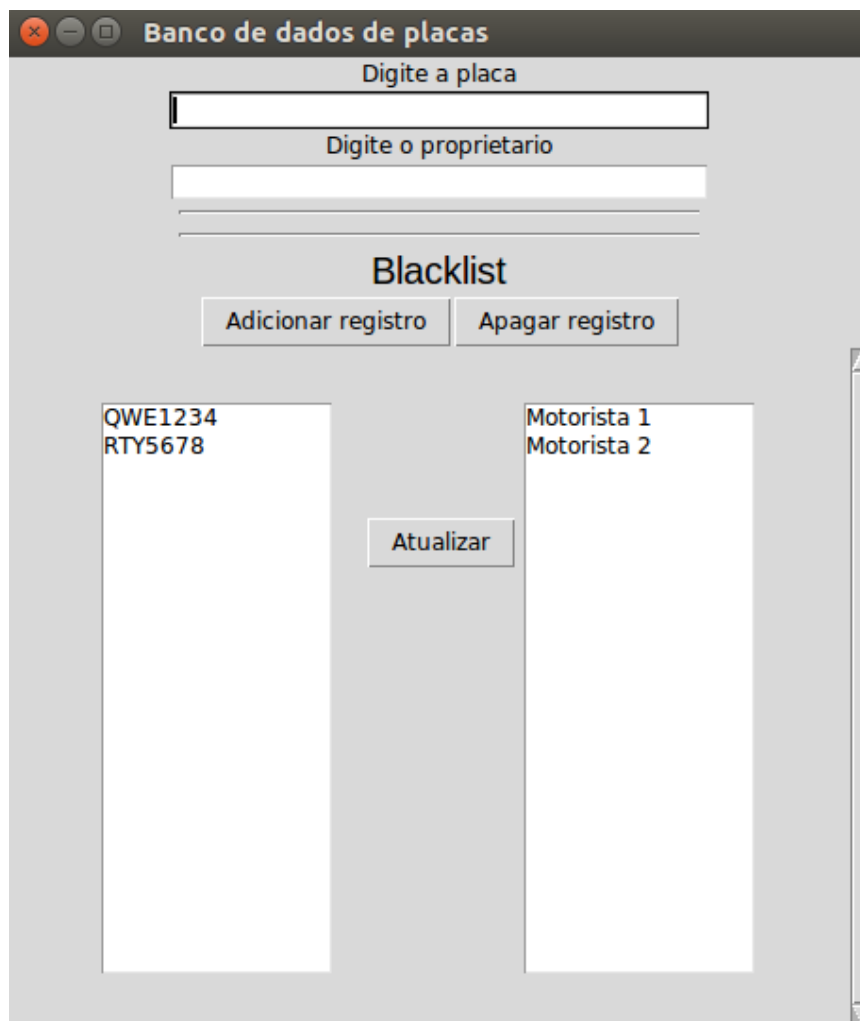 Banco de dados de placas
Digite a placa
Digite o proprietario
Blacklist
Adicionar registro Apagar registro
QWE1234 Motorista 1
RTY5678 Motorista 2
Atualizar